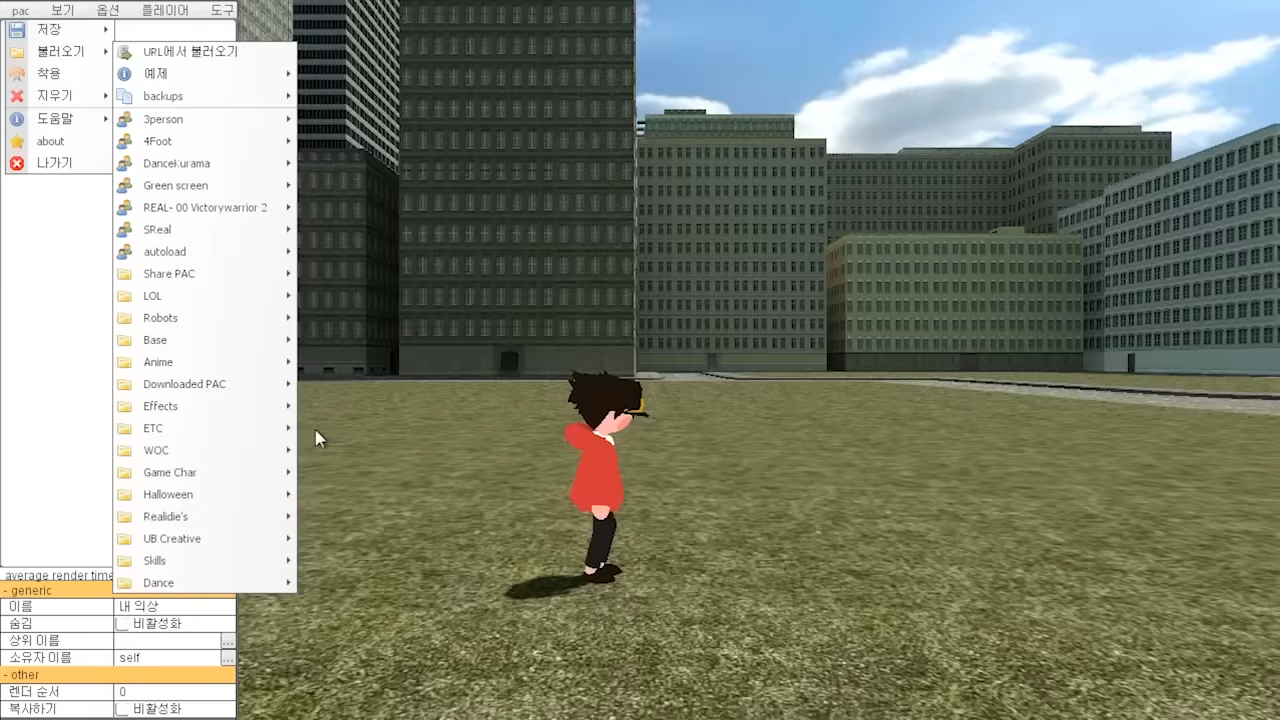 pac 보기 옵션 플레이어 도구
저장
불러오기
착용
지우기
도움말
about
나가기
URL에서 불러오기
예제
backups
3person
4Foot
DanceKurama
Green screen
REAL- 00 Victorywarrior 2
SReal
autoload
Share PAC
LOL
Robots
Base
Anime
Downloaded PAC
Effects
ETC
WOC
Game Char
Halloween
Realidie's
UB Creative
Skills
Dance
average render time
- generic
이름 내 의상
숨김 비활성화
상위 이름 ...
소유자 이름 self ...
- other
렌더 순서 0
복사하기 비활성화